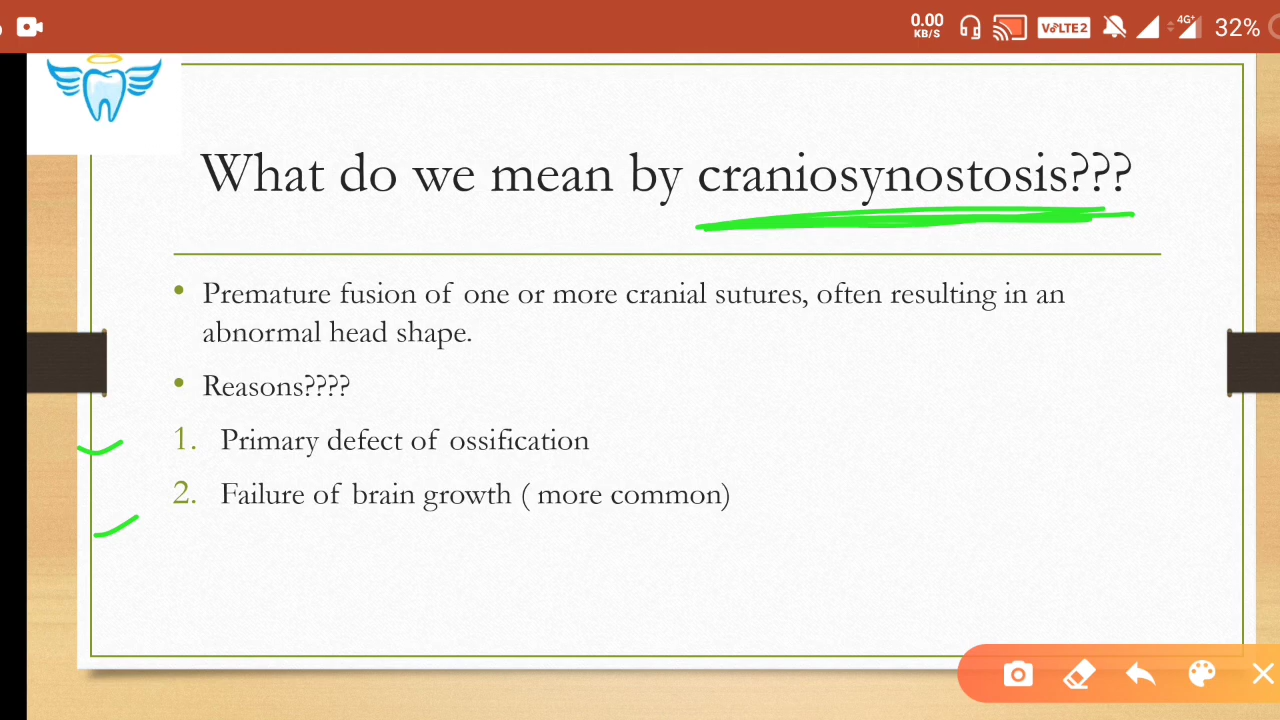 0.00
KB/S
VoLTE2
4G+
32%
What do we mean by craniosynostosis???
• Premature fusion of one or more cranial sutures, often resulting in an
abnormal head shape.
• Reasons????
1. Primary defect of ossification
2. Failure of brain growth ( more common)